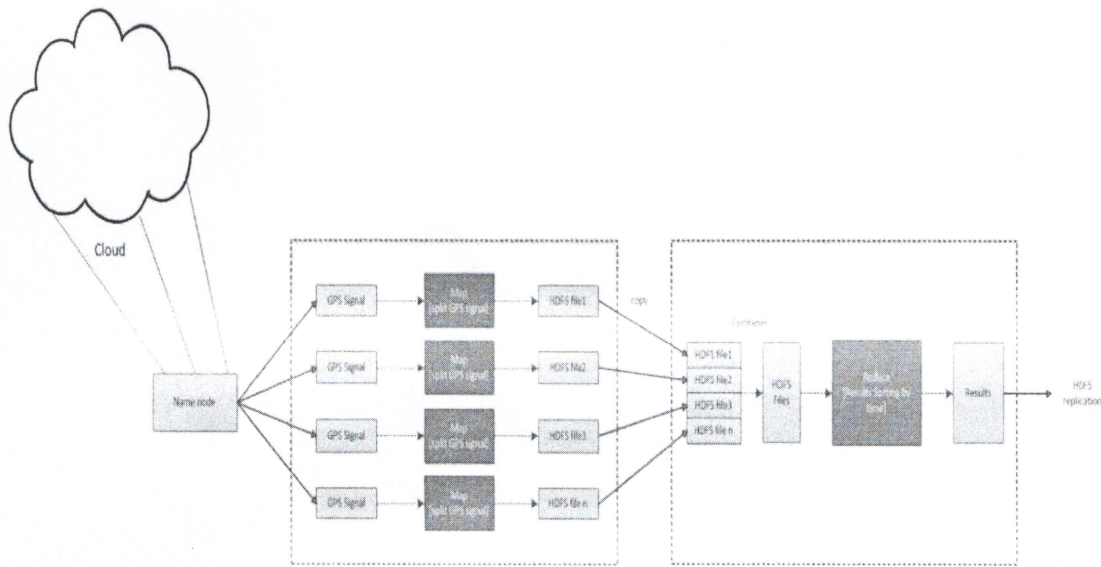 Cloud
Name node
GPS Signal
Map
(split GPS signal)
HDFS file1
GPS Signal
Map
(split GPS signal)
HDFS file2
GPS Signal
Map
(split GPS signal)
HDFS file3
GPS Signal
Map
(split GPS signal)
HDFS file n
copy
HDFS file1
HDFS file2
HDFS file3
HDFS file n
HDFS
Files
Reduce
Results
HDFS
replication